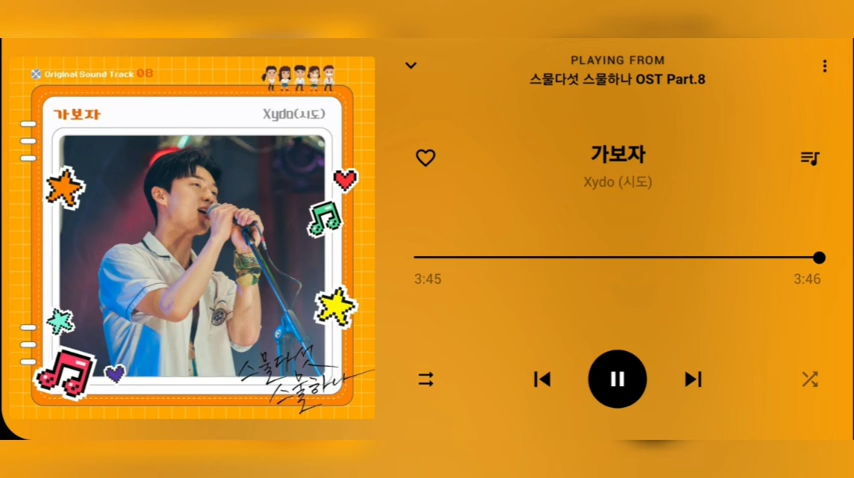 Original Sound Track 08
가보자
Xydo(시도)
스물다섯
스물하나
PLAYING FROM
스물다섯 스물하나 OST Part.8
가보자
Xydo (시도)
3:45
3:46